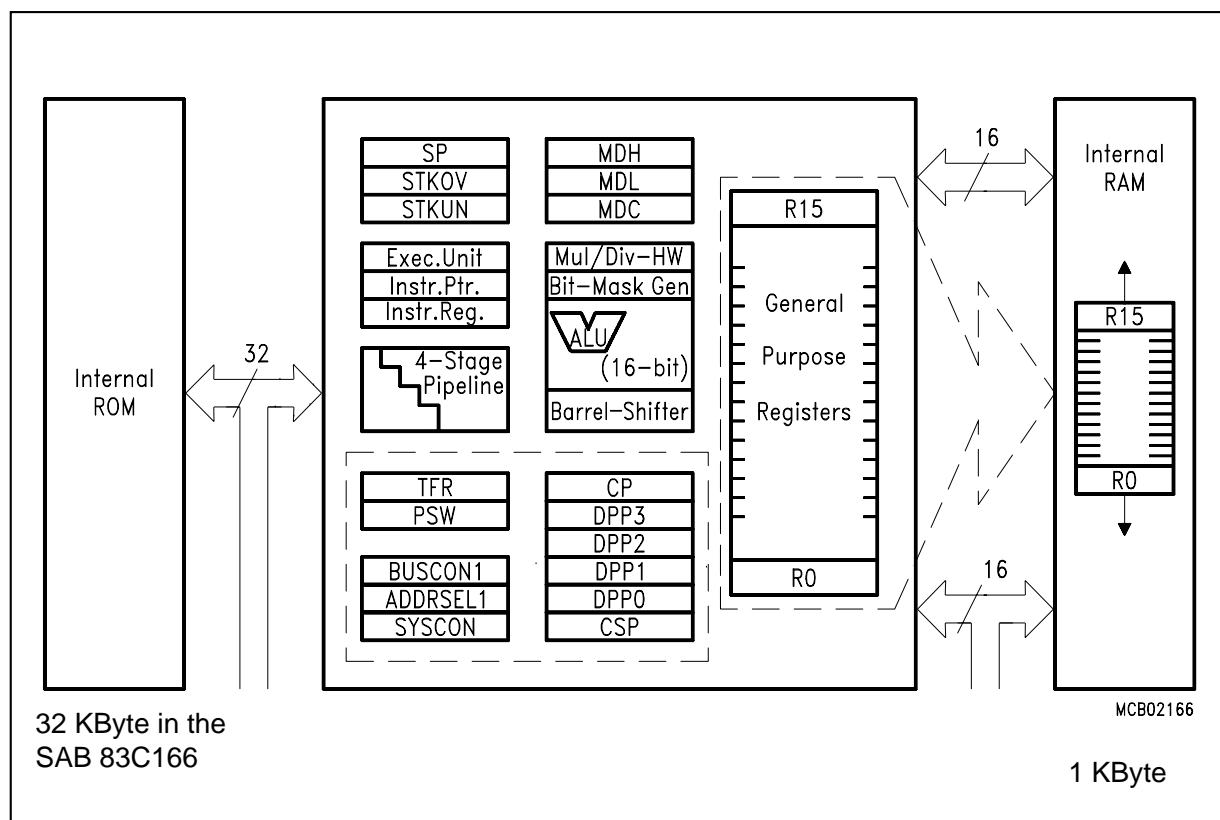 Internal
ROM
32
SP
STKOV
STKUN
Exec.Unit
Instr.Ptr.
Instr.Reg.
4-Stage
Pipeline
TFR
PSW
BUSCON1
ADDRSEL1
SYSCON
MDH
MDL
MDC
Mul/Div-HW
Bit-Mask Gen
ALU
(16-bit)
Barrel-Shifter
CP
DPP3
DPP2
DPP1
DPP0
CSP
R15
General
Purpose
Registers
R0
16
16
Internal
RAM
R15
R0
MCB02166
32 KByte in the
SAB 83C166
1 KByte